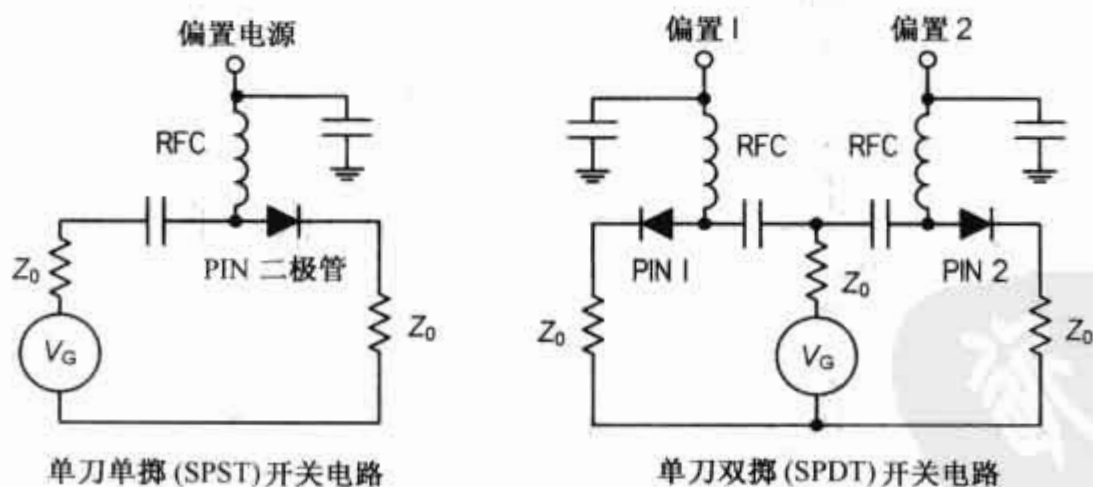 偏置电源
RFC
Z₀
PIN 二极管
V_G
Z₀
单刀单掷 (SPST) 开关电路
偏置 1
偏置 2
RFC
RFC
PIN 1
PIN 2
Z₀
Z₀
Z₀
V_G
单刀双掷 (SPDT) 开关电路